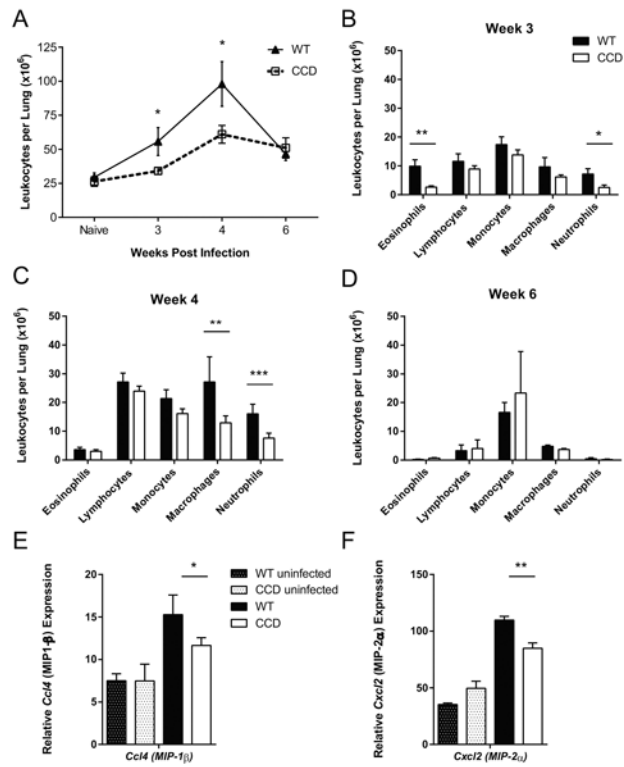 A
Leukocytes per Lung (x10⁶)
125
100
75
50
25
0
*
*
WT
CCD
Naive 3 4 6
Weeks Post Infection
B
Week 3
Leukocytes per Lung (x10⁶)
50
40
30
20
10
0
WT
CCD
**
*
Eosinophils
Lymphocytes
Monocytes
Macrophages
Neutrophils
C
Week 4
Leukocytes per Lung (x10⁶)
50
40
30
20
10
0
**
***
Eosinophils
Lymphocytes
Monocytes
Macrophages
Neutrophils
D
Week 6
Leukocytes per Lung (x10⁶)
50
40
30
20
10
0
Eosinophils
Lymphocytes
Monocytes
Macrophages
Neutrophils
E
Relative Ccl4 (MIP1-β) Expression
20
15
10
5
0
*
Ccl4 (MIP-1β)
WT uninfected
CCD uninfected
WT
CCD
F
Relative Cxcl2 (MIP-2α) Expression
150
100
50
0
**
Cxcl2 (MIP-2α)